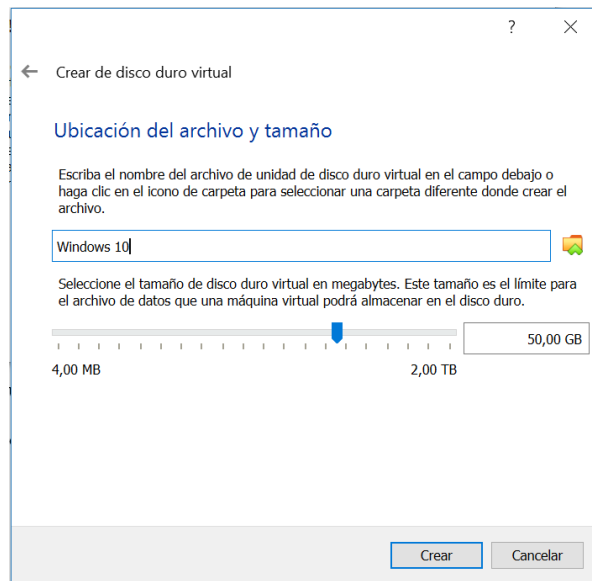 ?
Crear de disco duro virtual
Ubicación del archivo y tamaño
Escriba el nombre del archivo de unidad de disco duro virtual en el campo debajo o
haga clic en el icono de carpeta para seleccionar una carpeta diferente donde crear el
archivo.
Windows 10
Seleccione el tamaño de disco duro virtual en megabytes. Este tamaño es el límite para
el archivo de datos que una máquina virtual podrá almacenar en el disco duro.
50,00 GB
4,00 MB 2,00 TB
Crear Cancelar